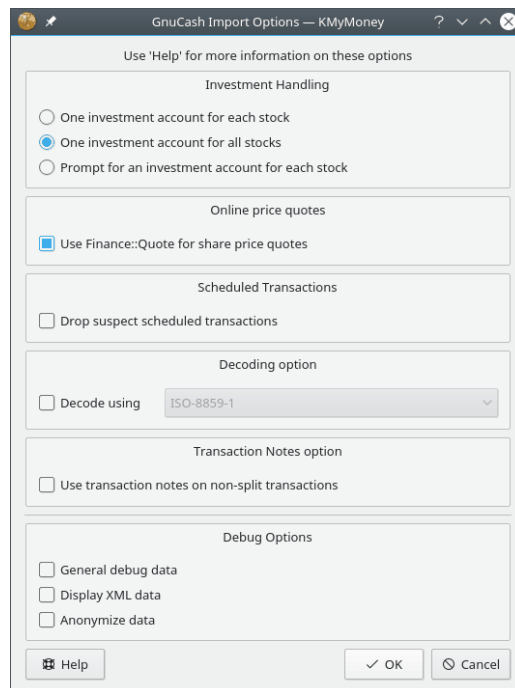 GnuCash Import Options — KMyMoney
Use 'Help' for more information on these options
Investment Handling
One investment account for each stock
One investment account for all stocks
Prompt for an investment account for each stock
Online price quotes
Use Finance::Quote for share price quotes
Scheduled Transactions
Drop suspect scheduled transactions
Decoding option
Decode using ISO-8859-1
Transaction Notes option
Use transaction notes on non-split transactions
Debug Options
General debug data
Display XML data
Anonymize data
Help OK Cancel